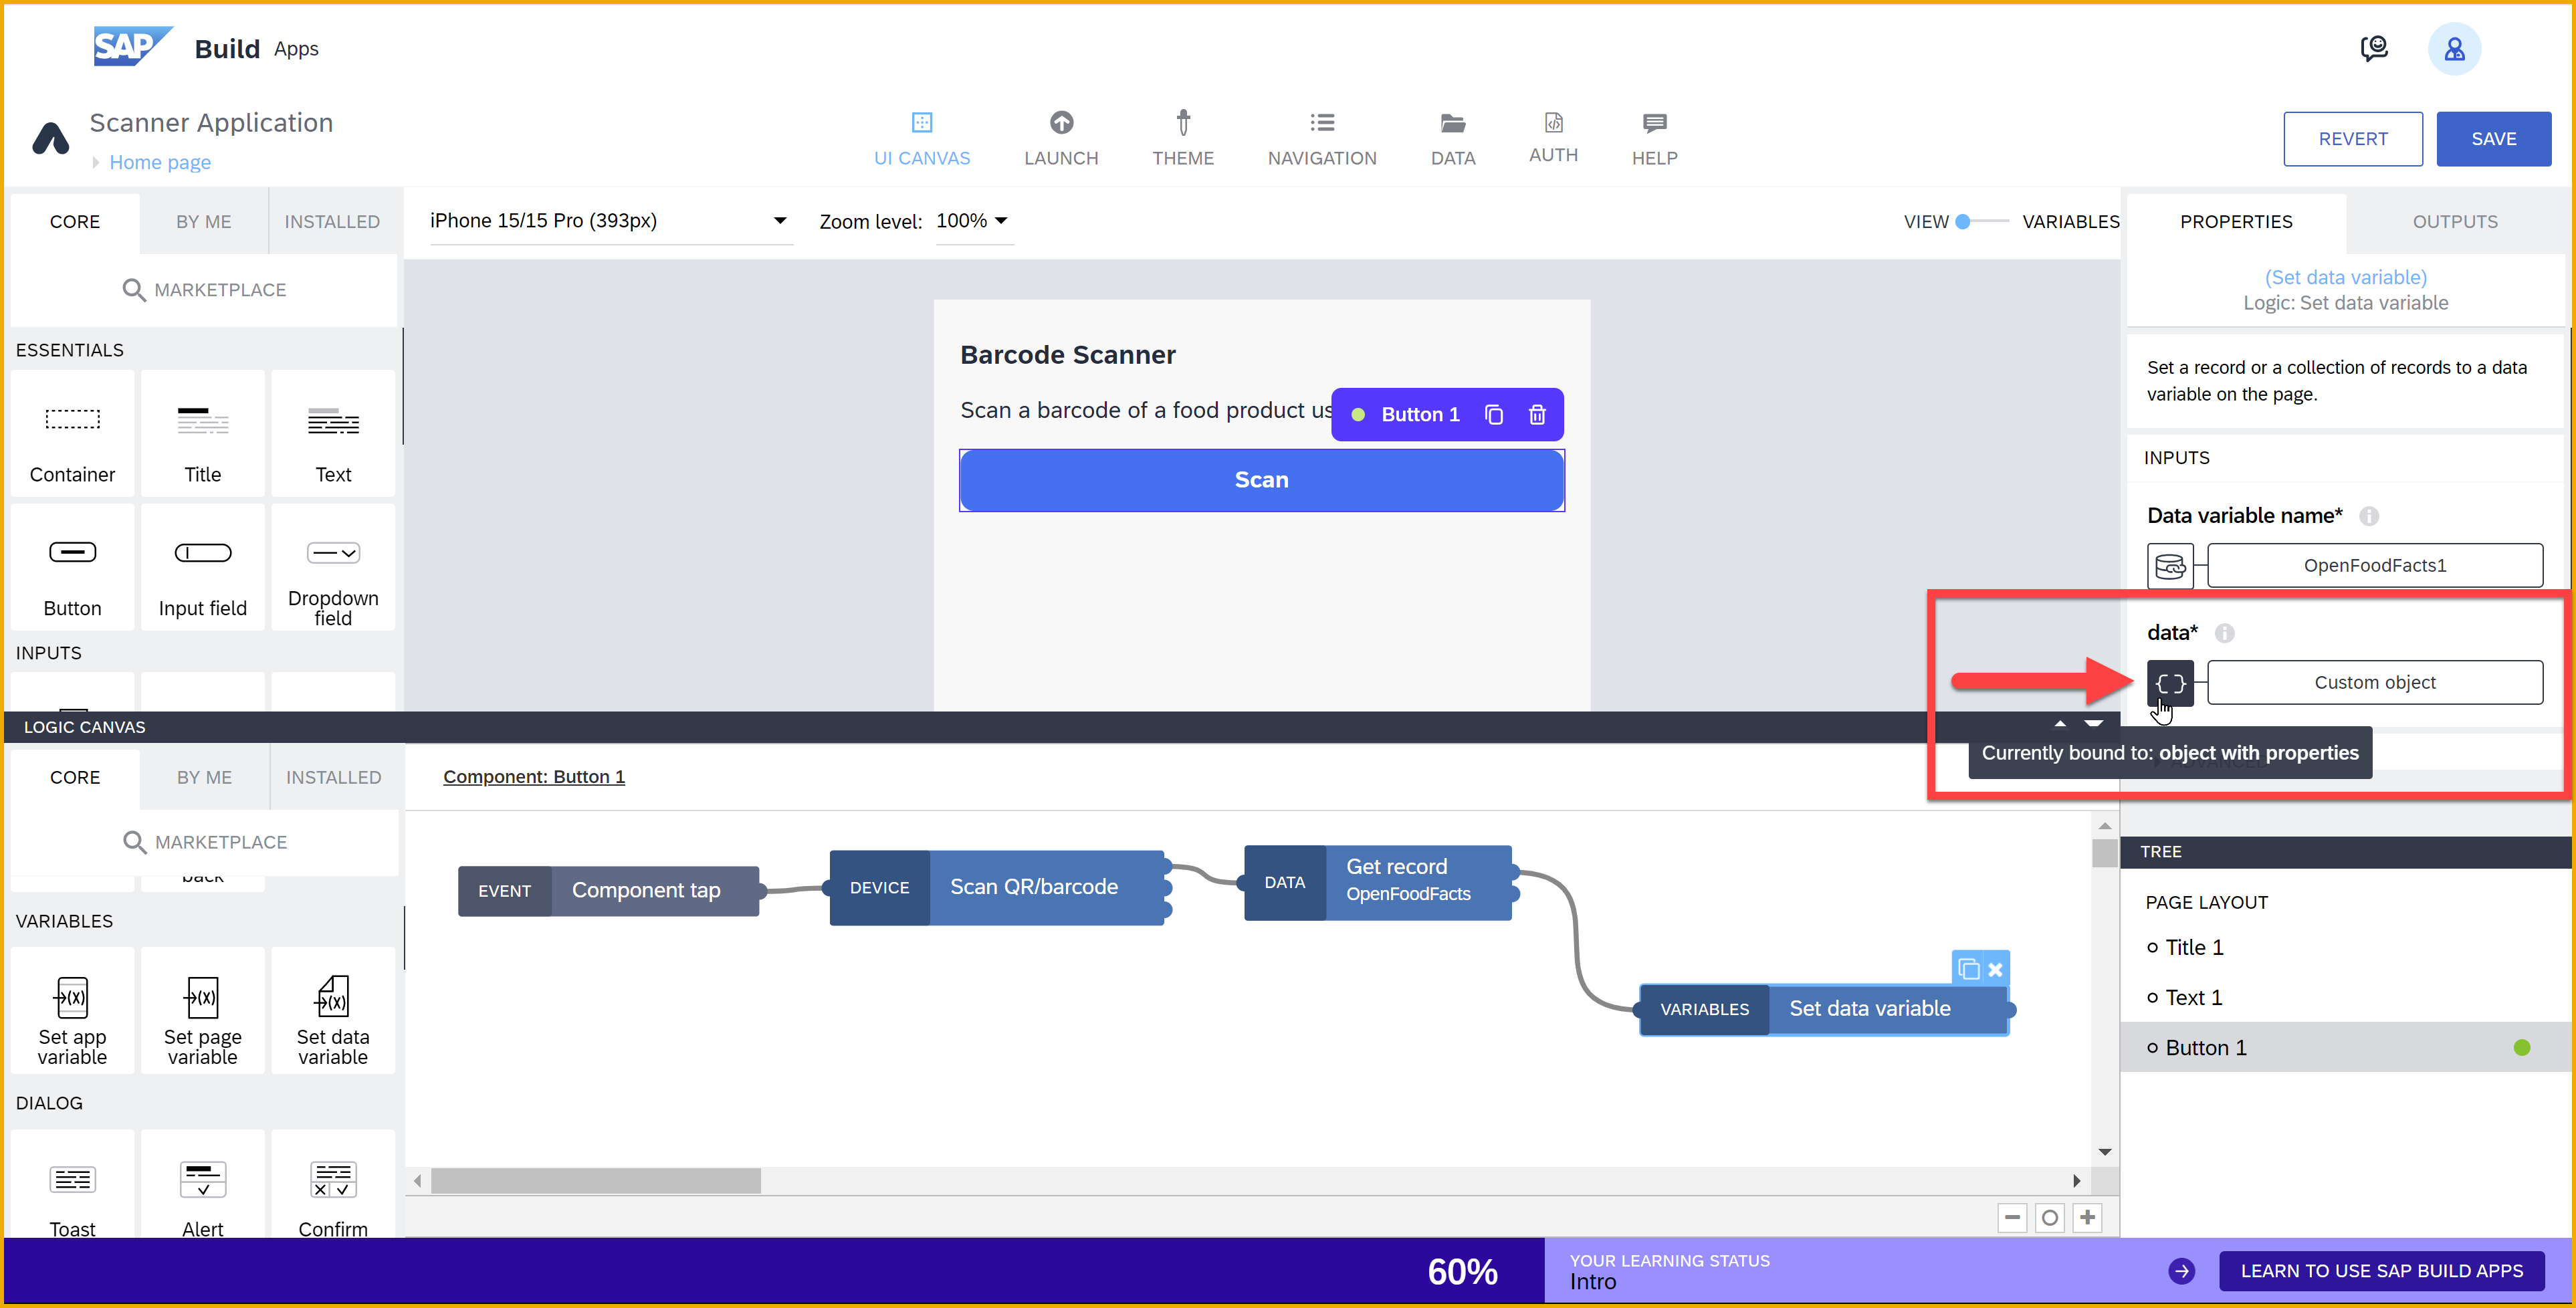 SAP Build Apps
Scanner Application
Home page
UI CANVAS
LAUNCH
THEME
NAVIGATION
DATA
AUTH
HELP
REVERT
SAVE
CORE
BY ME
INSTALLED
MARKETPLACE
ESSENTIALS
Container
Title
Text
Button
Input field
Dropdown
field
INPUTS
iPhone 15/15 Pro (393px)
Zoom level: 100%
VIEW
VARIABLES
Barcode Scanner
Scan a barcode of a food product us
Button 1
Scan
PROPERTIES
OUTPUTS
(Set data variable)
Logic: Set data variable
Set a record or a collection of records to a data
variable on the page.
INPUTS
Data variable name*
OpenFoodFacts1
data*
{ }
Custom object
Currently bound to: object with properties
LOGIC CANVAS
CORE
BY ME
INSTALLED
MARKETPLACE
back
VARIABLES
Set app
variable
Set page
variable
Set data
variable
DIALOG
Toast
Alert
Confirm
Component: Button 1
EVENT
Component tap
DEVICE
Scan QR/barcode
DATA
Get record
OpenFoodFacts
VARIABLES
Set data variable
TREE
PAGE LAYOUT
Title 1
Text 1
Button 1
60%
YOUR LEARNING STATUS
Intro
LEARN TO USE SAP BUILD APPS